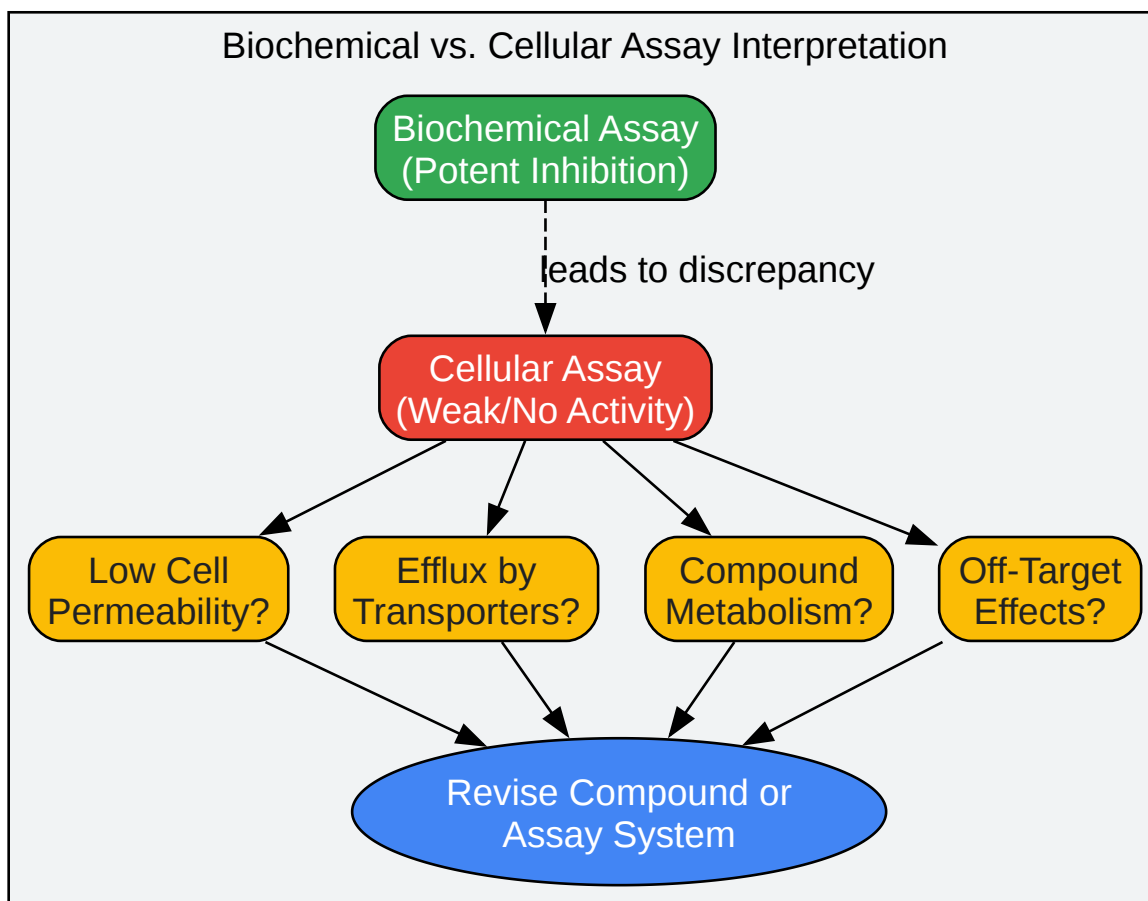 Biochemical vs. Cellular Assay Interpretation
Biochemical Assay
(Potent Inhibition)
leads to discrepancy
Cellular Assay
(Weak/No Activity)
Low Cell
Permeability?
Efflux by
Transporters?
Compound
Metabolism?
Off-Target
Effects?
Revise Compound or
Assay System